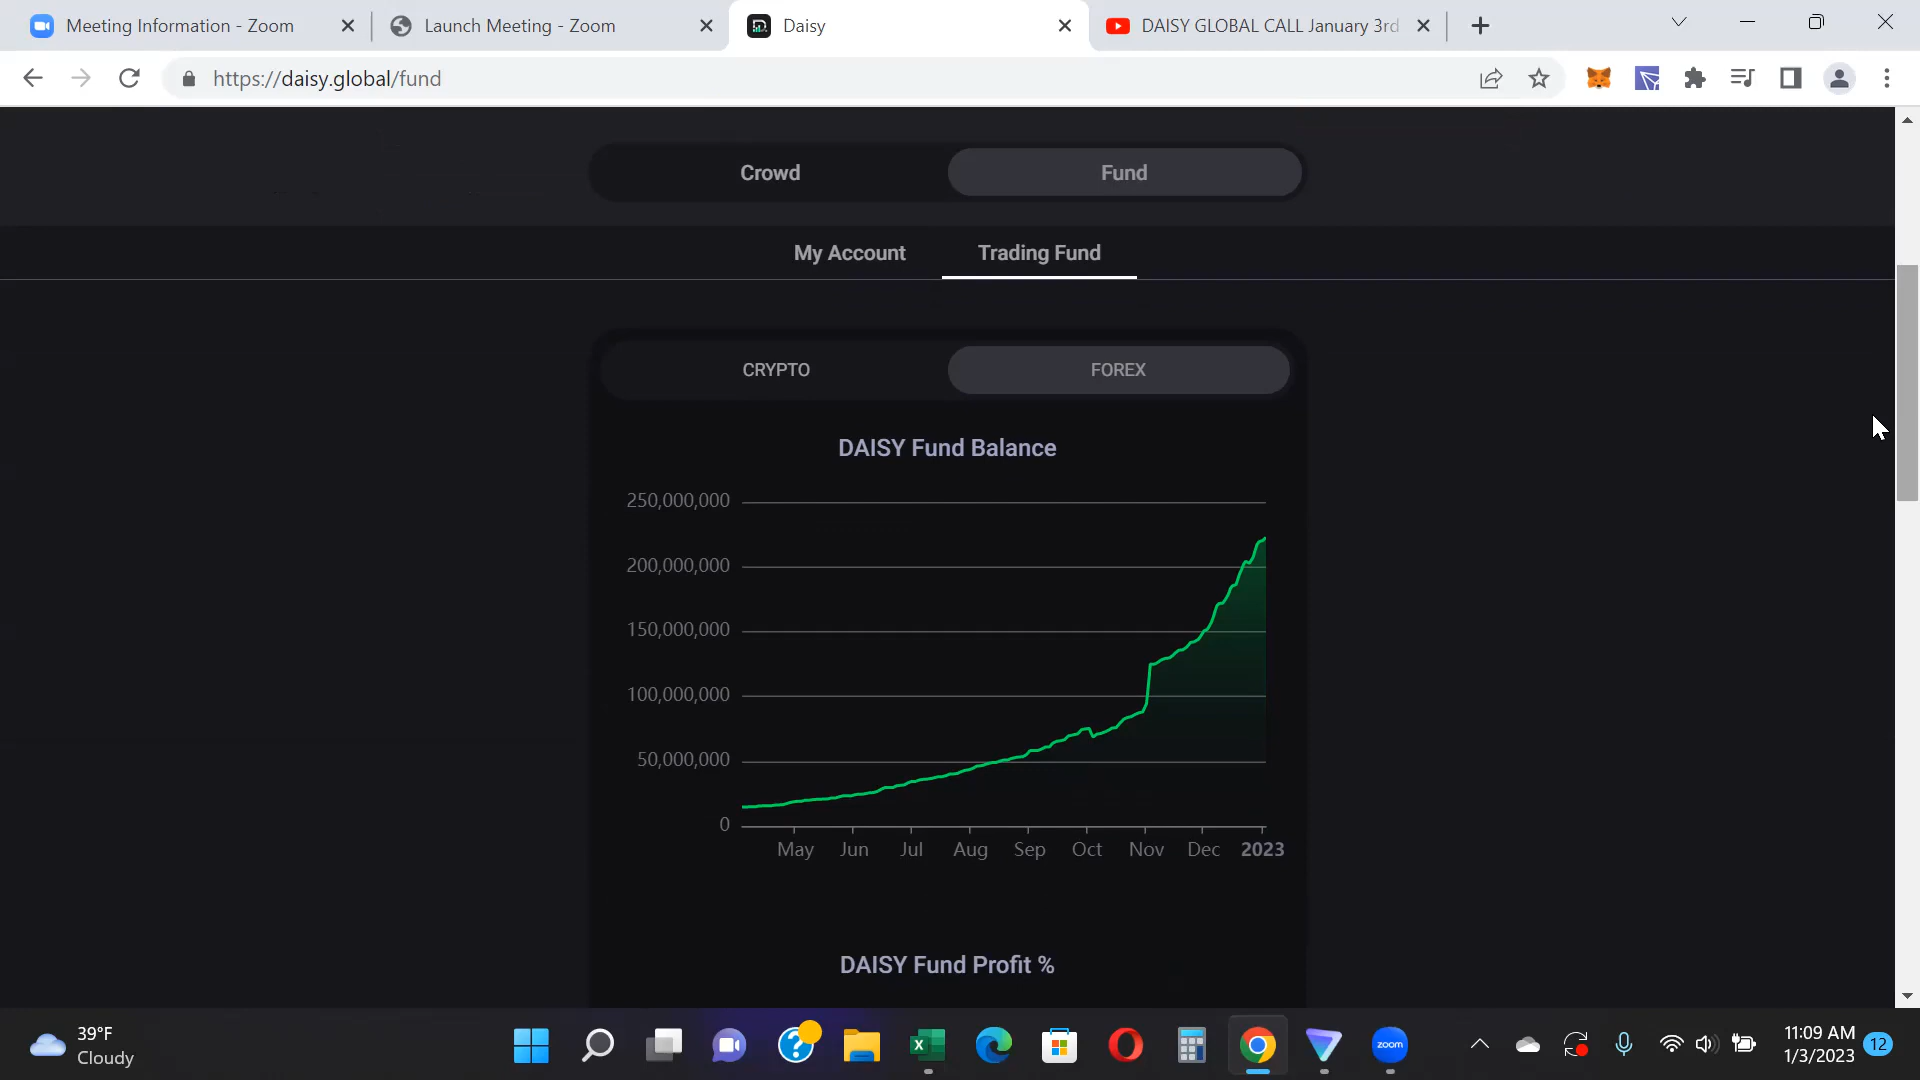 Meeting Information - Zoom
Launch Meeting - Zoom
Daisy
DAISY GLOBAL CALL January 3rd
https://daisy.global/fund
Crowd
Fund
My Account
Trading Fund
CRYPTO
FOREX
DAISY Fund Balance
250,000,000
200,000,000
150,000,000
100,000,000
50,000,000
0
May Jun Jul Aug Sep Oct Nov Dec 2023
DAISY Fund Profit %
39°F
Cloudy
zoom
11:09 AM
1/3/2023
12